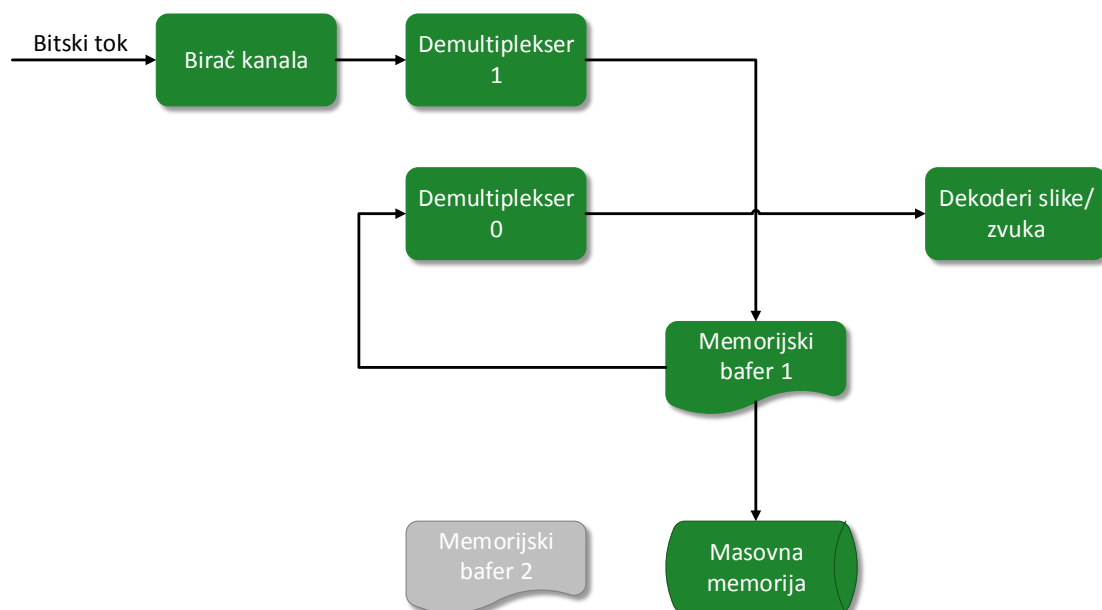 Bitski tok
Birač kanala
Demultiplekser
1
Demultiplekser
0
Dekoderi slike/
zvuka
Memorijski
bafer 1
Memorijski
bafer 2
Masovna
memorija